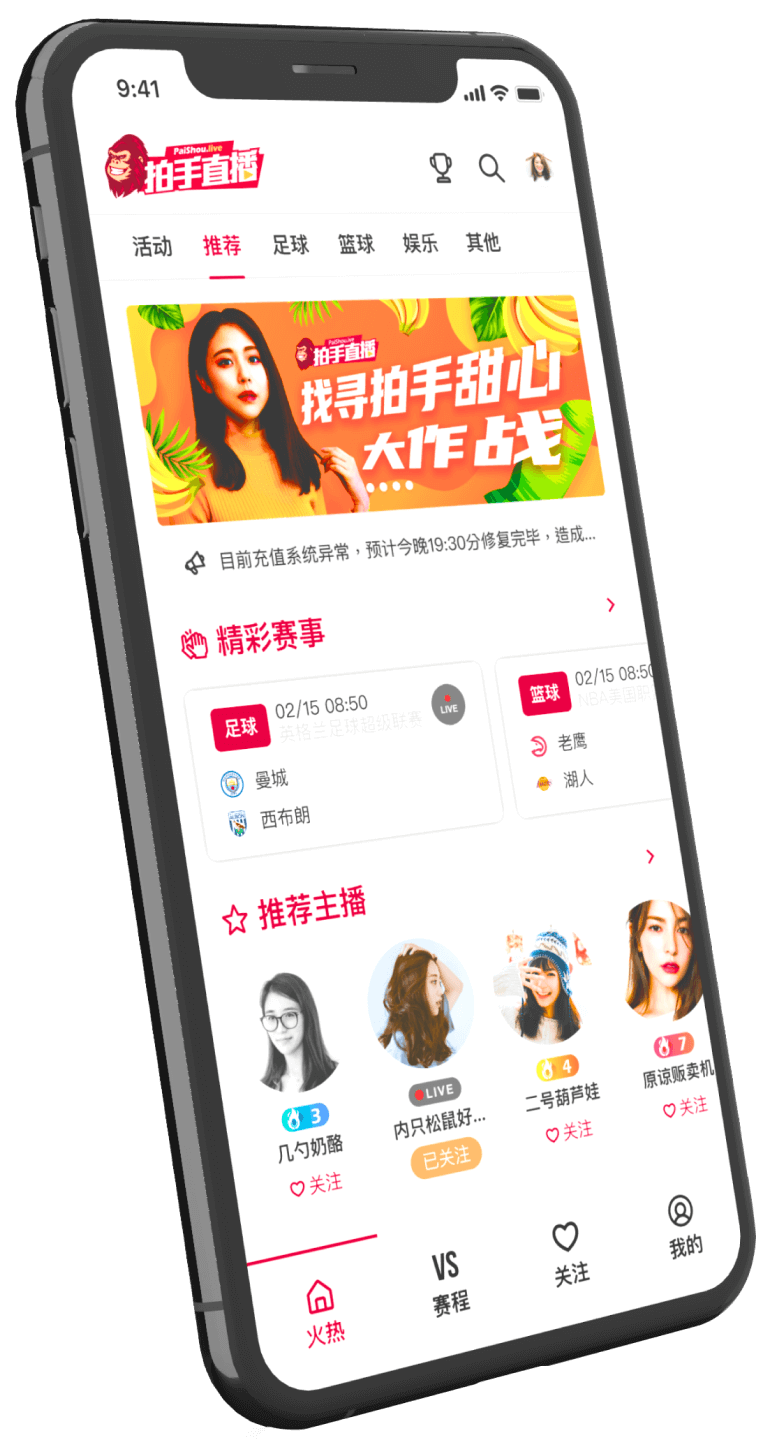 9:41
PaiShou.live
拍手直播
活动 推荐 足球 篮球 娱乐 其他
PaiShou.live
拍手直播
找寻拍手甜心
大作战
目前充值系统异常，预计今晚19:30分修复完毕，造成...
精彩赛事
足球 02/15 08:50 LIVE
英格兰足球超级联赛
曼城
西布朗
篮球 02/15 08:50
NBA美国职
老鹰
湖人
推荐主播
3
几勺奶酪
关注
LIVE
内只松鼠好...
已关注
4
二号葫芦娃
关注
7
原谅贩卖机
关注
火热
VS
赛程
关注
我的